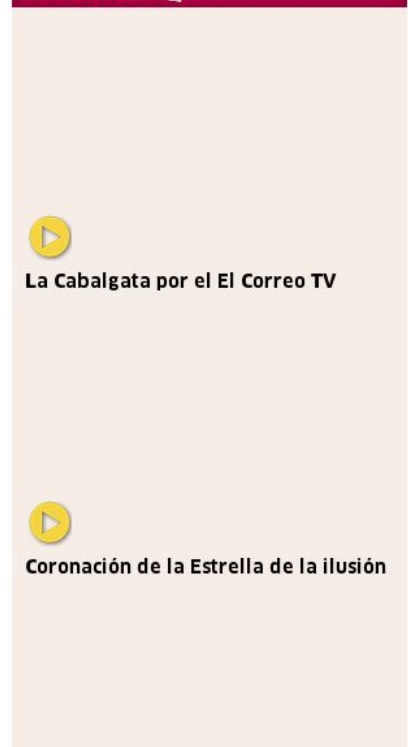 La Cabalgata por el El Correo TV
Coronación de la Estrella de la ilusión